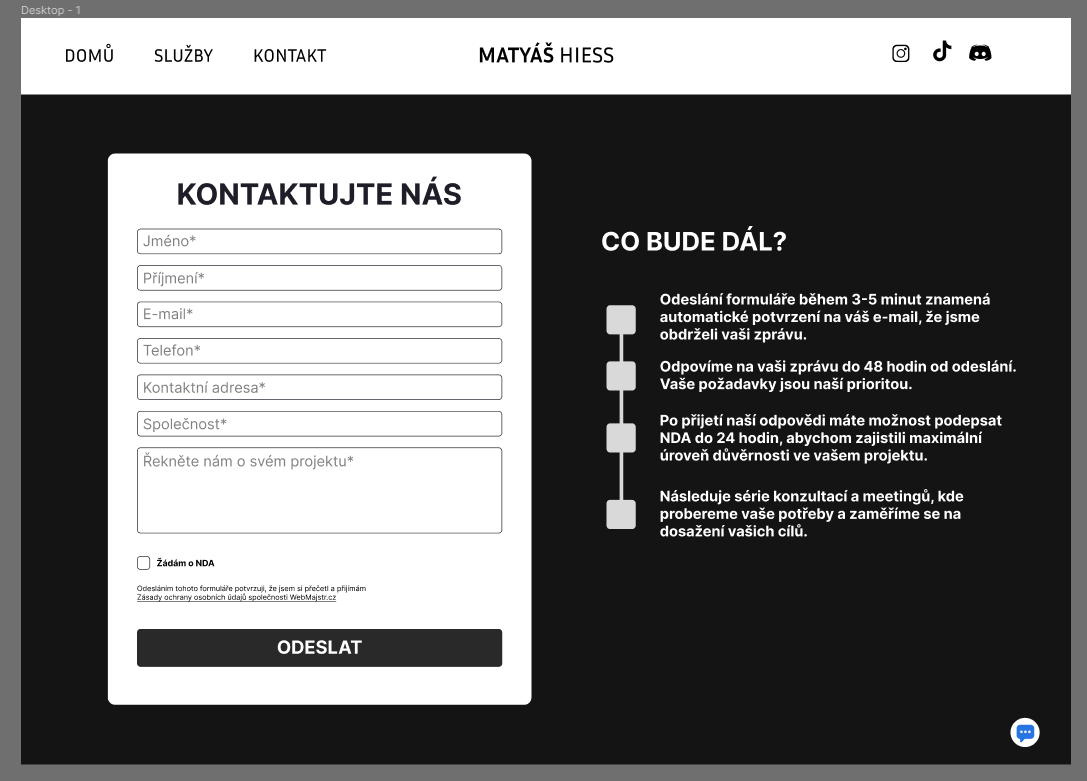 Desktop - 1
DOMŮ SLUŽBY KONTAKT MATYÁŠ HIESS
KONTAKTUJTE NÁS
Jméno*
Příjmení*
E-mail*
Telefon*
Kontaktní adresa*
Společnost*
Řekněte nám o svém projektu*
Žádám o NDA
Odesláním tohoto formuláře potvrzuji, že jsem si přečetl a přijímám
Zásady ochrany osobních údajů společnosti WebMajstr.cz
ODESLAT
CO BUDE DÁL?
Odeslání formuláře během 3-5 minut znamená
automatické potvrzení na váš e-mail, že jsme
obdrželi vaši zprávu.
Odpovíme na vaši zprávu do 48 hodin od odeslání.
Vaše požadavky jsou naší prioritou.
Po přijetí naší odpovědi máte možnost podepsat
NDA do 24 hodin, abychom zajistili maximální
úroveň důvěrnosti ve vašem projektu.
Následuje série konzultací a meetingů, kde
probereme vaše potřeby a zaměříme se na
dosažení vašich cílů.